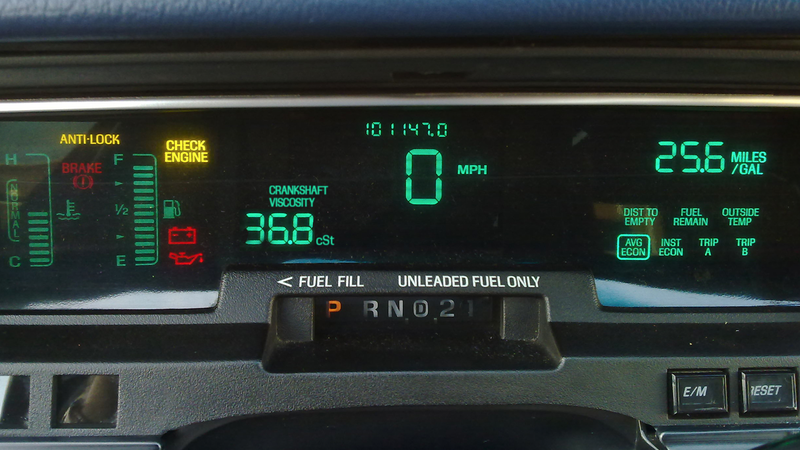 ANTI-LOCK
H
BRAKE
F
CHECK
ENGINE
NORMAL
1/2
C
E
101147.0
0 MPH
CRANKSHAFT
VISCOSITY
36.8 cSt
25.6 MILES
/GAL
DIST TO
EMPTY
FUEL
REMAIN
OUTSIDE
TEMP
AVG
ECON
INST
ECON
TRIP
A
TRIP
B
< FUEL FILL UNLEADED FUEL ONLY
P R N D 2 1
E/M
RESET